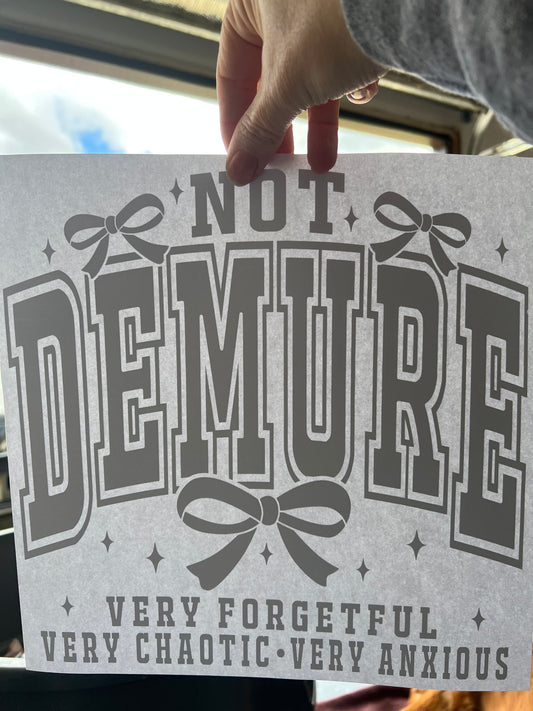 NOT
DEMURE
VERY FORGETFUL
VERY CHAOTIC • VERY ANXIOUS